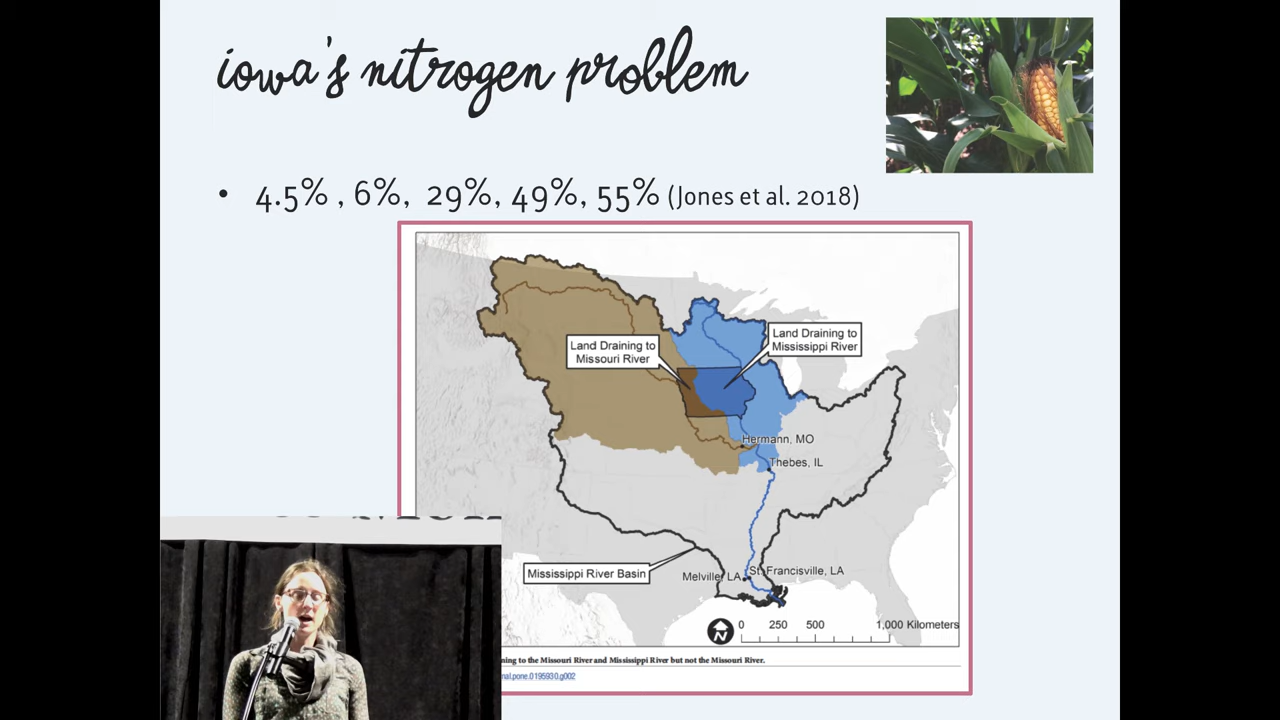 iowa's nitrogen problem
• 4.5% , 6%, 29%, 49%, 55% (Jones et al. 2018)
Land Draining to
Mississippi River
Land Draining to
Missouri River
Hermann, MO
Thebes, IL
Mississippi River Basin
Melville, LA
St. Francisville, LA
N
0 250 500 1,000 Kilometers
ning to the Missouri River and Mississippi River but not the Missouri River.
nal.pone.0195930.g002